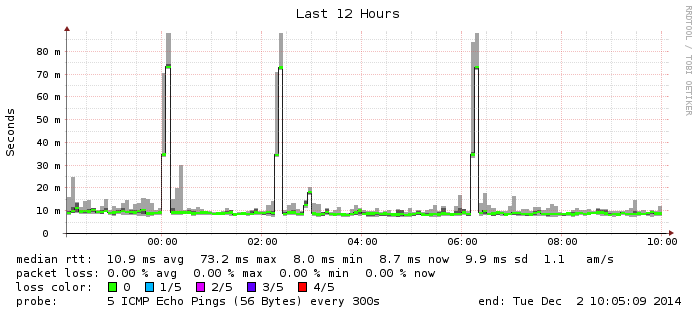 Last 12 Hours
RRDTOOL / TOBI OETIKER
Seconds
80 m
70 m
60 m
50 m
40 m
30 m
20 m
10 m
0
00:00 02:00 04:00 06:00 08:00 10:00
median rtt: 10.9 ms avg 73.2 ms max 8.0 ms min 8.7 ms now 9.9 ms sd 1.1 am/s
packet loss: 0.00 % avg 0.00 % max 0.00 % min 0.00 % now
loss color: 0 1/5 2/5 3/5 4/5
probe: 5 ICMP Echo Pings (56 Bytes) every 300s end: Tue Dec 2 10:05:09 2014